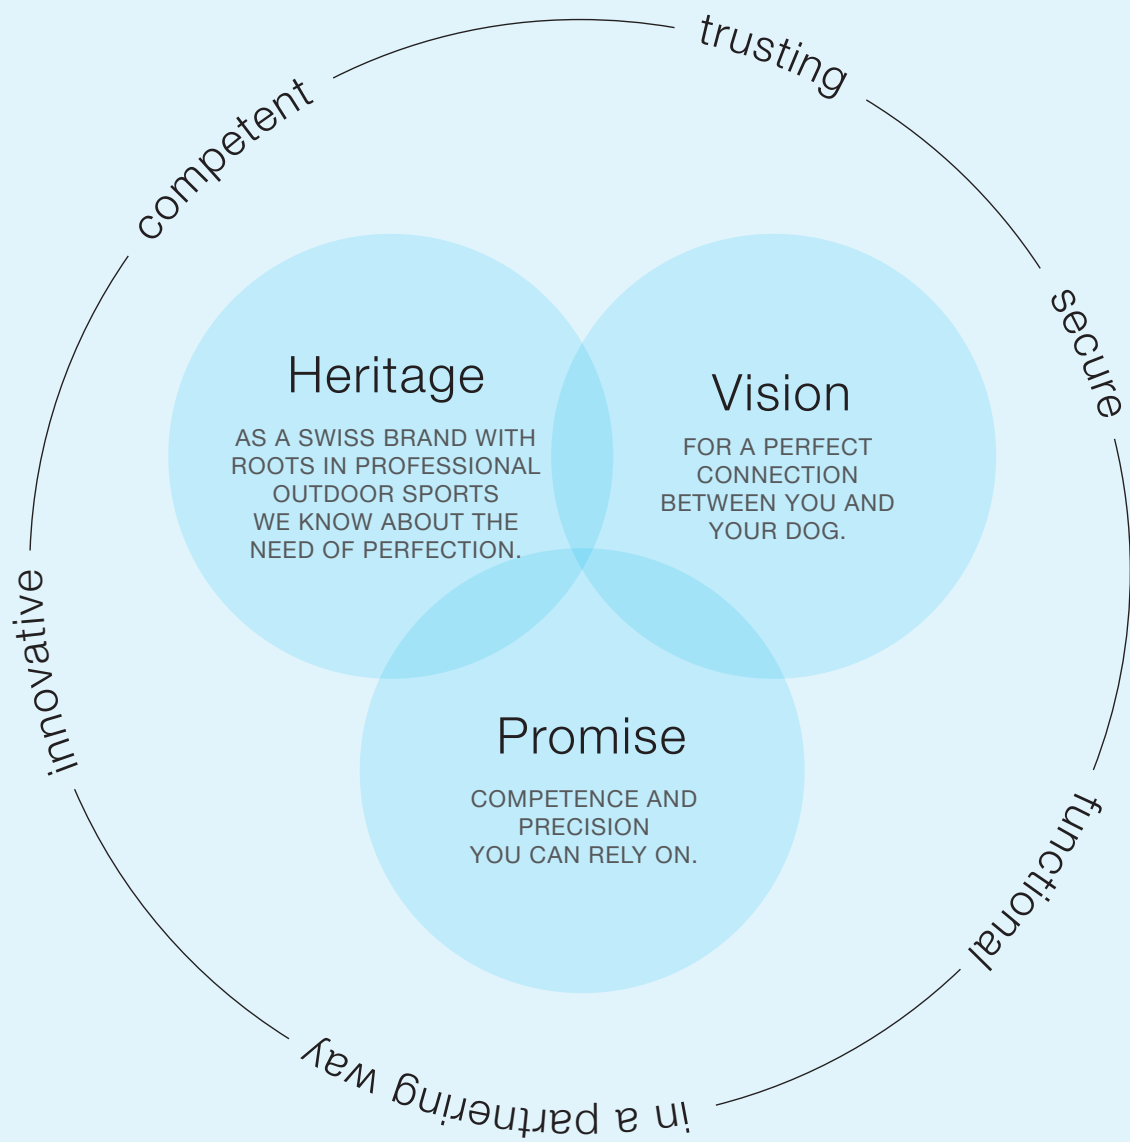 trusting
competent
secure
Heritage
AS A SWISS BRAND WITH
ROOTS IN PROFESSIONAL
OUTDOOR SPORTS
WE KNOW ABOUT THE
NEED OF PERFECTION.
Vision
FOR A PERFECT
CONNECTION
BETWEEN YOU AND
YOUR DOG.
innovative
Promise
COMPETENCE AND
PRECISION
YOU CAN RELY ON.
functional
in a partnering way